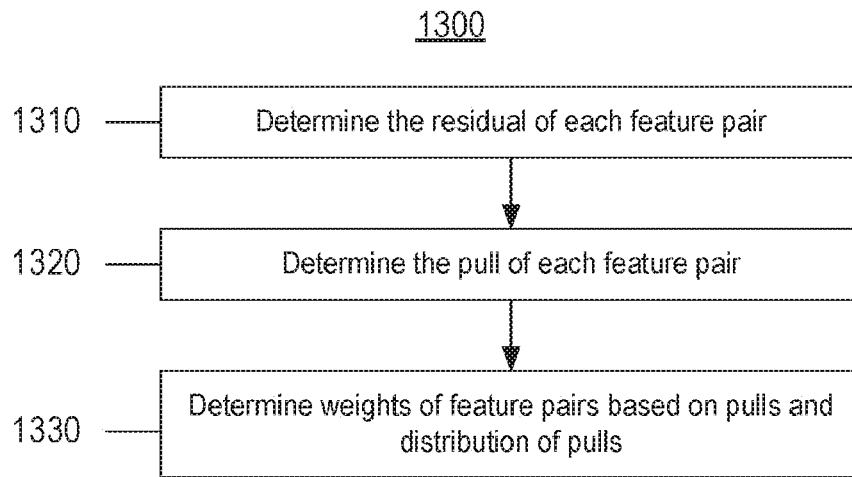 1300
1310
Determine the residual of each feature pair
1320
Determine the pull of each feature pair
1330
Determine weights of feature pairs based on pulls and
distribution of pulls